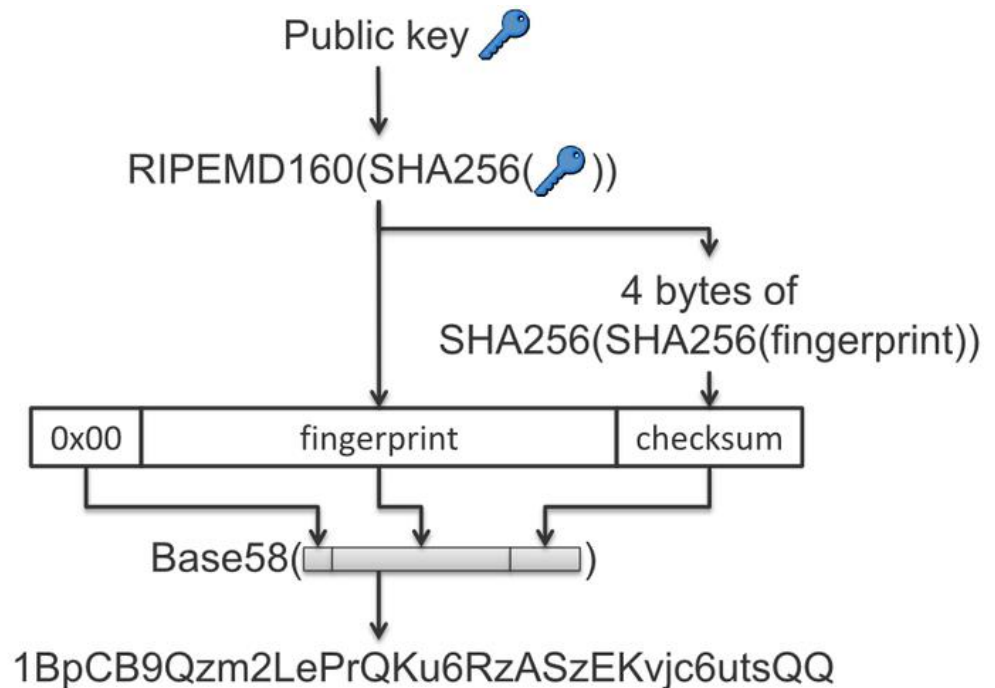 Public key
RIPEMD160(SHA256( ))
4 bytes of
SHA256(SHA256(fingerprint))
0x00 fingerprint checksum
Base58( )
1BpCB9Qzm2LePrQKu6RzASzEKvjc6utsQQ